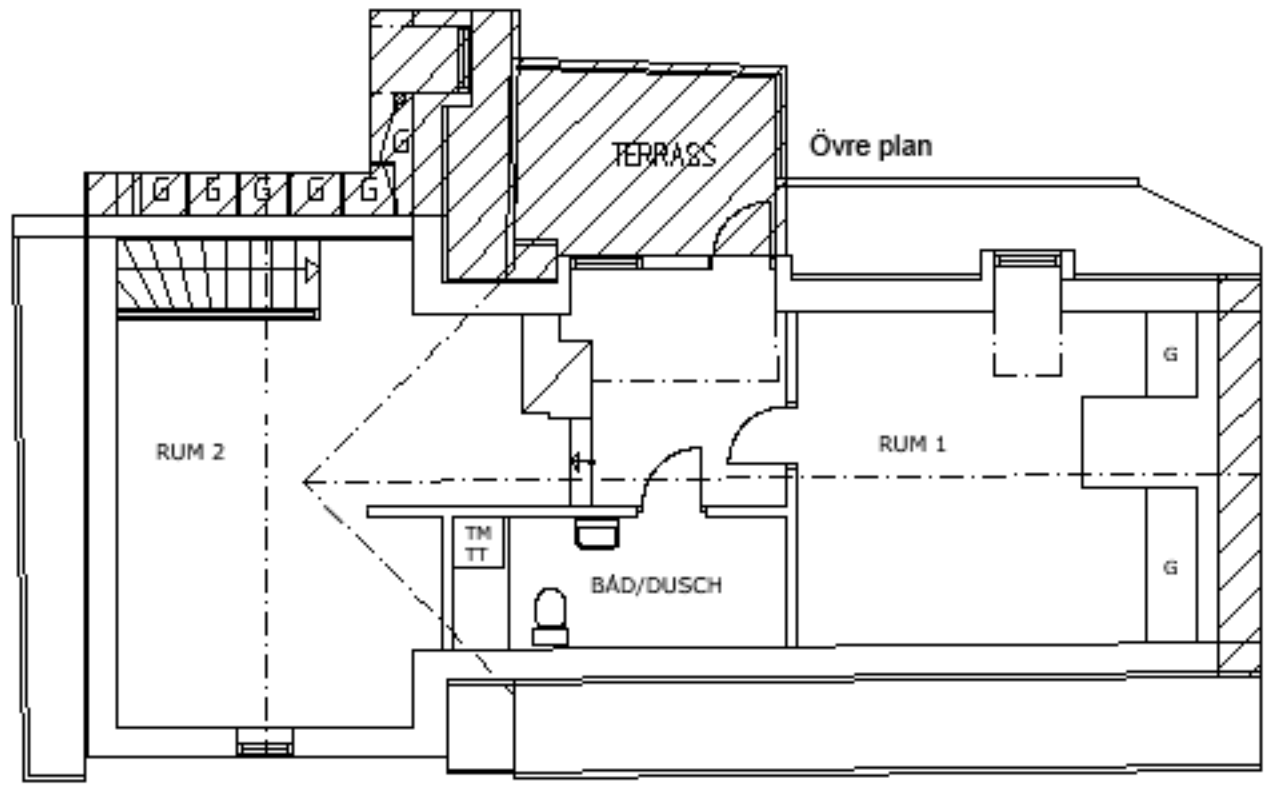 G
TERRASS
Övre plan
G G G G G
G
RUM 2
RUM 1
TM
TT
BAD/DUSCH
G